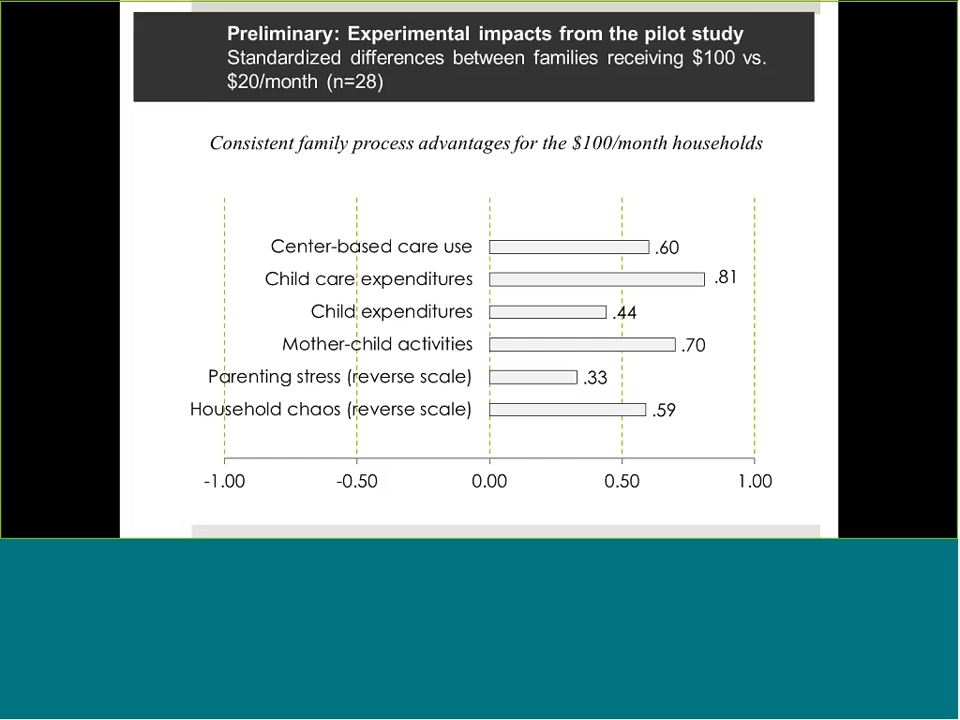 Preliminary: Experimental impacts from the pilot study
Standardized differences between families receiving $100 vs.
$20/month (n=28)
Consistent family process advantages for the $100/month households
Center-based care use .60
Child care expenditures .81
Child expenditures .44
Mother-child activities .70
Parenting stress (reverse scale) .33
Household chaos (reverse scale) .59
-1.00 -0.50 0.00 0.50 1.00